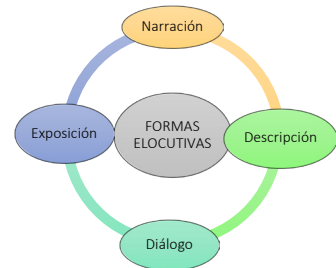 Narración
Exposición
FORMAS
ELOCUTIVAS
Descripción
Diálogo